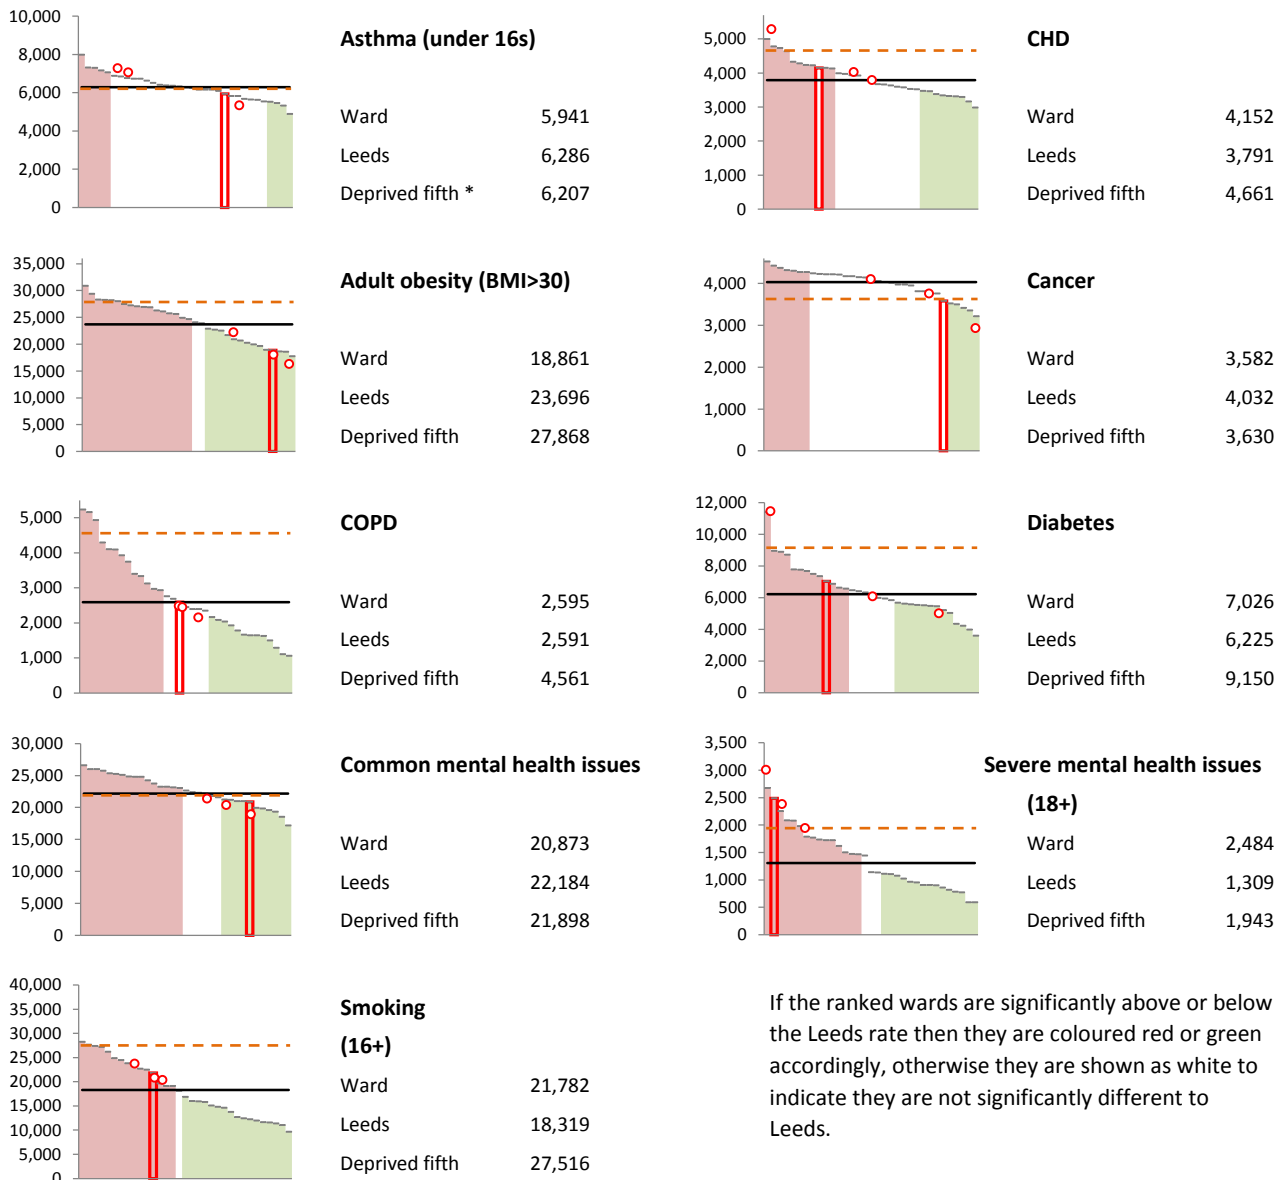 Asthma (under 16s)
10,000
8,000
6,000
4,000
2,000
0
Ward 5,941
Leeds 6,286
Deprived fifth * 6,207
CHD
5,000
4,000
3,000
2,000
1,000
0
Ward 4,152
Leeds 3,791
Deprived fifth 4,661
Adult obesity (BMI>30)
35,000
30,000
25,000
20,000
15,000
10,000
5,000
0
Ward 18,861
Leeds 23,696
Deprived fifth 27,868
Cancer
4,000
3,000
2,000
1,000
0
Ward 3,582
Leeds 4,032
Deprived fifth 3,630
COPD
5,000
4,000
3,000
2,000
1,000
0
Ward 2,595
Leeds 2,591
Deprived fifth 4,561
Diabetes
12,000
10,000
8,000
6,000
4,000
2,000
0
Ward 7,026
Leeds 6,225
Deprived fifth 9,150
Common mental health issues
30,000
25,000
20,000
15,000
10,000
5,000
0
Ward 20,873
Leeds 22,184
Deprived fifth 21,898
Severe mental health issues
(18+)
3,500
3,000
2,500
2,000
1,500
1,000
500
0
Ward 2,484
Leeds 1,309
Deprived fifth 1,943
Smoking
(16+)
40,000
35,000
30,000
25,000
20,000
15,000
10,000
5,000
0
Ward 21,782
Leeds 18,319
Deprived fifth 27,516
If the ranked wards are significantly above or below
the Leeds rate then they are coloured red or green
accordingly, otherwise they are shown as white to
indicate they are not significantly different to
Leeds.